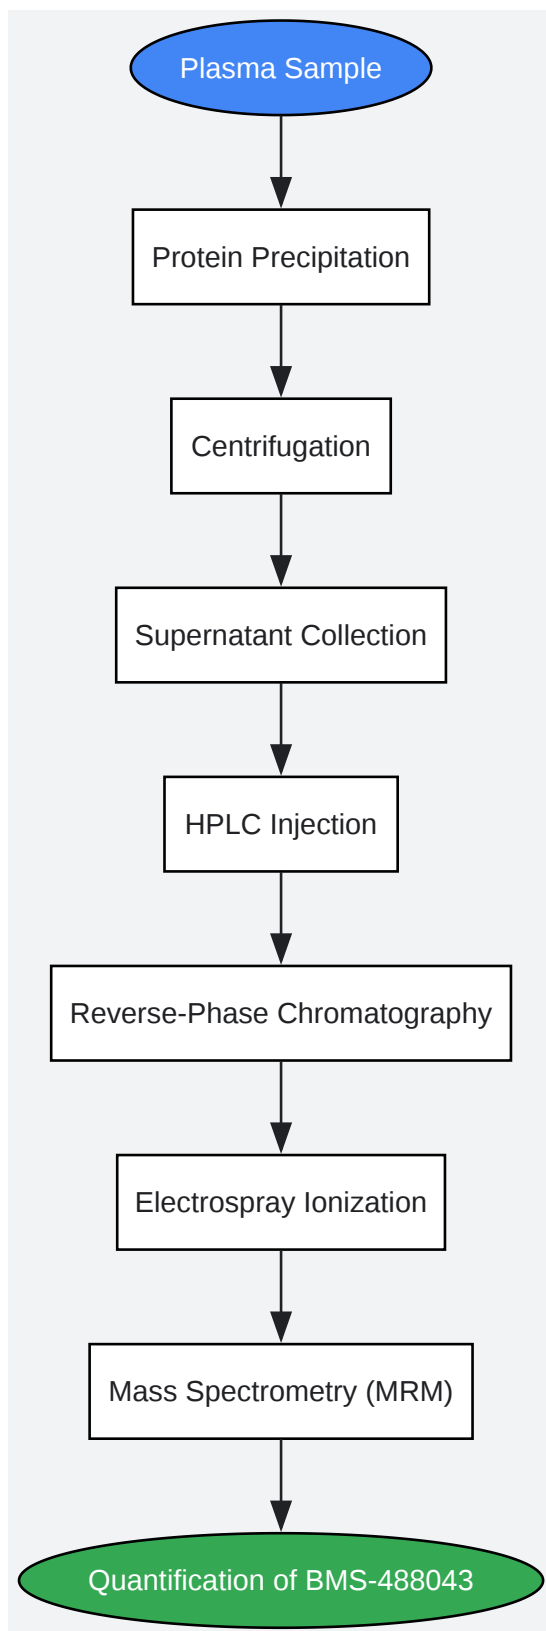 Plasma Sample
Protein Precipitation
Centrifugation
Supernatant Collection
HPLC Injection
Reverse-Phase Chromatography
Electrospray Ionization
Mass Spectrometry (MRM)
Quantification of BMS-488043